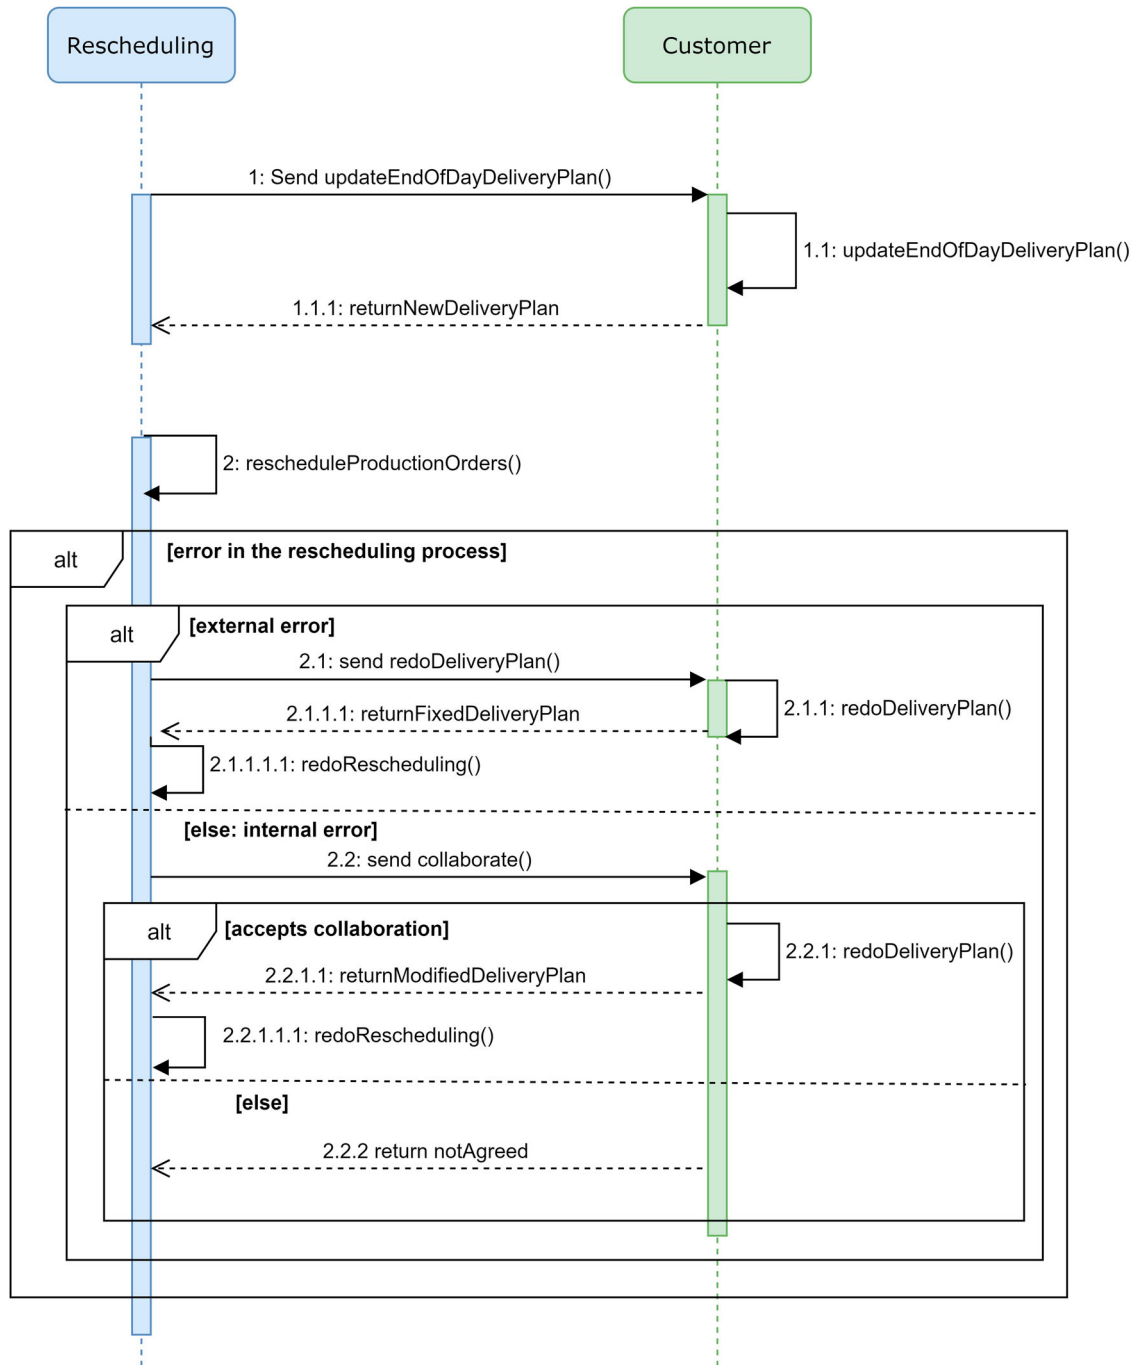 Rescheduling
Customer
1: Send updateEndOfDayDeliveryPlan()
1.1: updateEndOfDayDeliveryPlan()
1.1.1: returnNewDeliveryPlan
2: rescheduleProductionOrders()
alt
[error in the rescheduling process]
alt
[external error]
2.1: send redoDeliveryPlan()
2.1.1: redoDeliveryPlan()
2.1.1.1: returnFixedDeliveryPlan
2.1.1.1.1: redoRescheduling()
[else: internal error]
2.2: send collaborate()
alt
[accepts collaboration]
2.2.1: redoDeliveryPlan()
2.2.1.1: returnModifiedDeliveryPlan
2.2.1.1.1: redoRescheduling()
[else]
2.2.2 return notAgreed